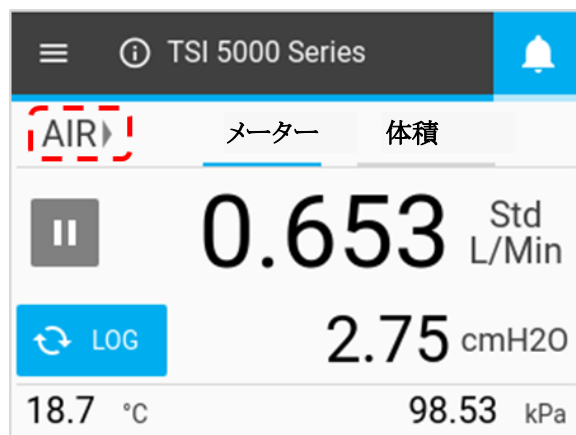 TSI 5000 Series
AIR メーター 体積
0.653 Std L/Min
LOG 2.75 cmH2O
18.7 °C 98.53 kPa